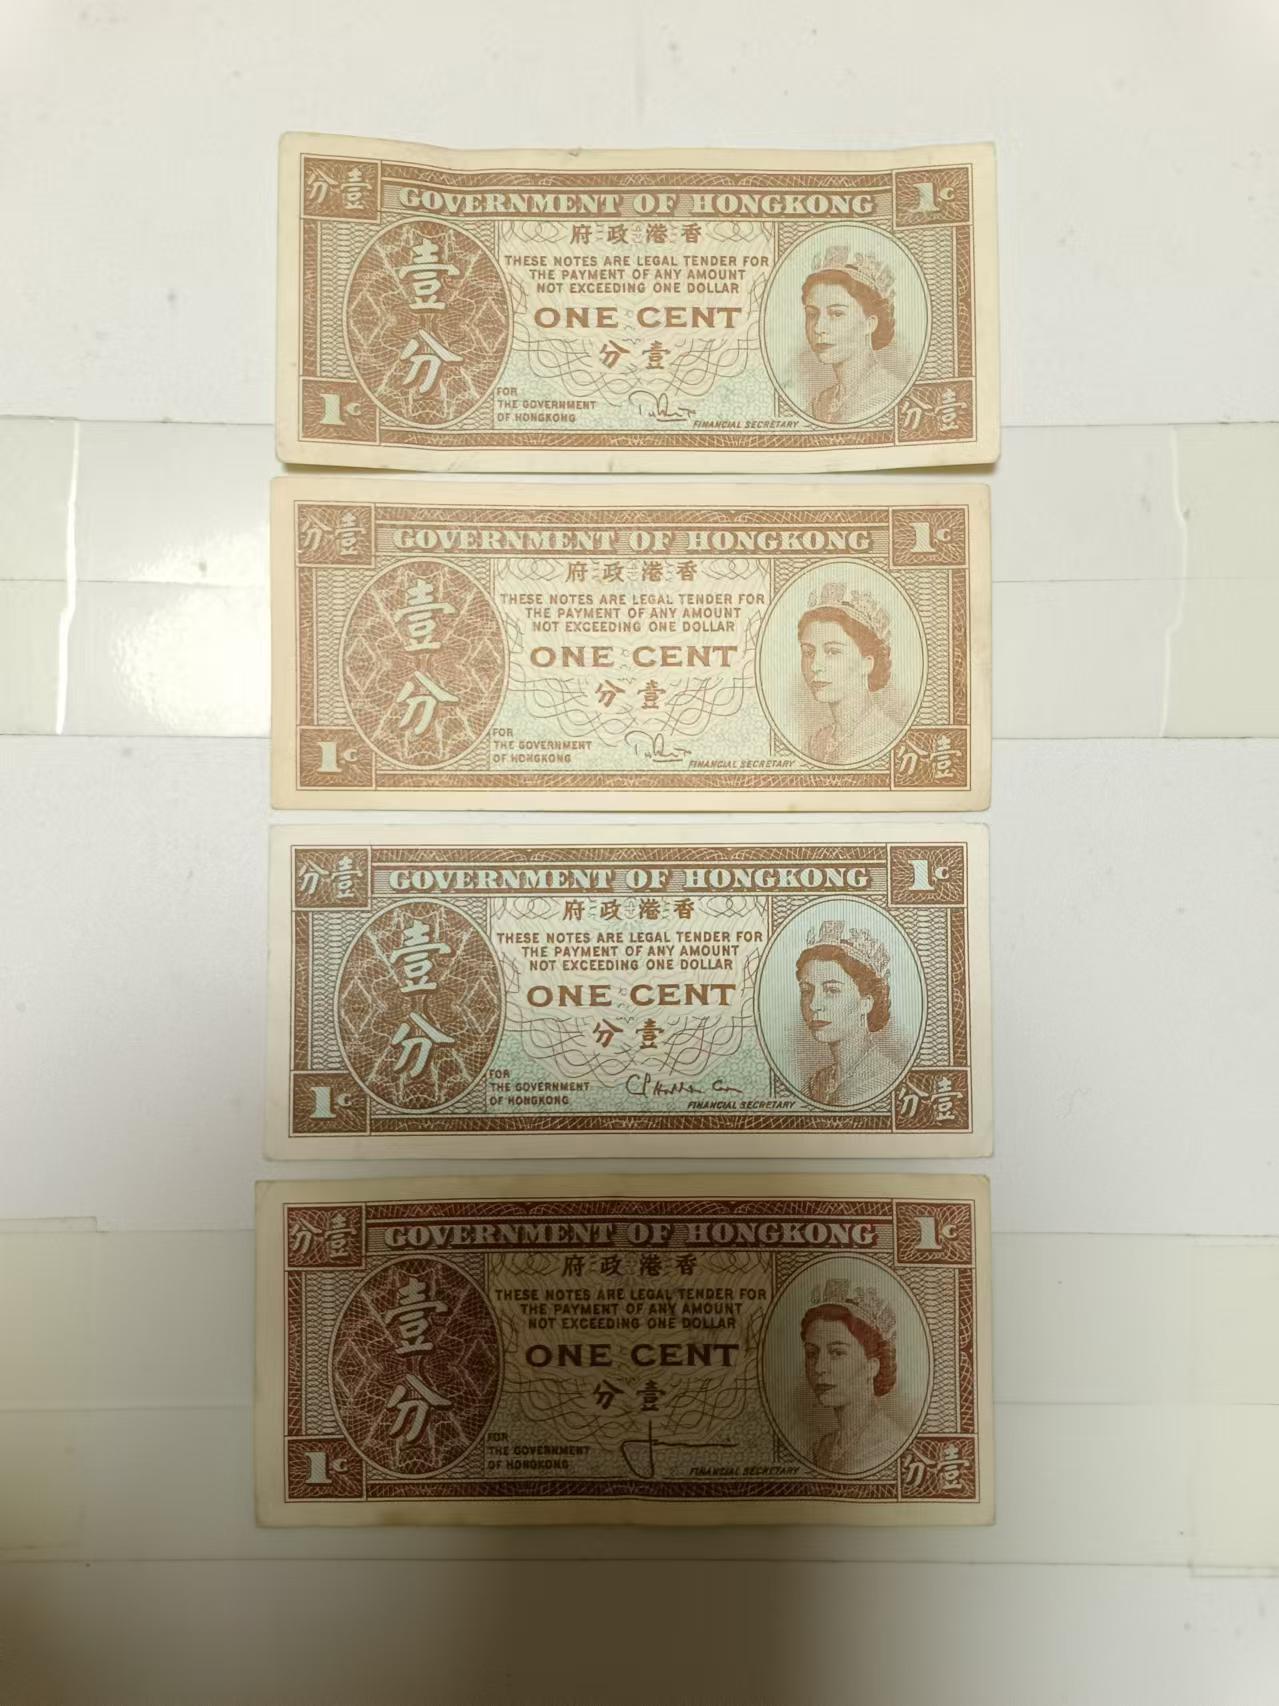 分壹
GOVERNMENT OF HONGKONG
1C
府政港香
壹分
THESE NOTES ARE LEGAL TENDER FOR
THE PAYMENT OF ANY AMOUNT
NOT EXCEEDING ONE DOLLAR
ONE CENT
分壹
FOR
THE GOVERNMENT
OF HONGKONG
FINANCIAL SECRETARY
1C
分壹
分壹
GOVERNMENT OF HONGKONG
1C
府政港香
壹分
THESE NOTES ARE LEGAL TENDER FOR
THE PAYMENT OF ANY AMOUNT
NOT EXCEEDING ONE DOLLAR
ONE CENT
分壹
FOR
THE GOVERNMENT
OF HONGKONG
FINANCIAL SECRETARY
1C
分壹
分壹
GOVERNMENT OF HONGKONG
1C
府政港香
壹分
THESE NOTES ARE LEGAL TENDER FOR
THE PAYMENT OF ANY AMOUNT
NOT EXCEEDING ONE DOLLAR
ONE CENT
分壹
FOR
THE GOVERNMENT
OF HONGKONG
FINANCIAL SECRETARY
1C
分壹
分壹
GOVERNMENT OF HONGKONG
1C
府政港香
壹分
THESE NOTES ARE LEGAL TENDER FOR
THE PAYMENT OF ANY AMOUNT
NOT EXCEEDING ONE DOLLAR
ONE CENT
分壹
FOR
THE GOVERNMENT
OF HONGKONG
FINANCIAL SECRETARY
1C
分壹